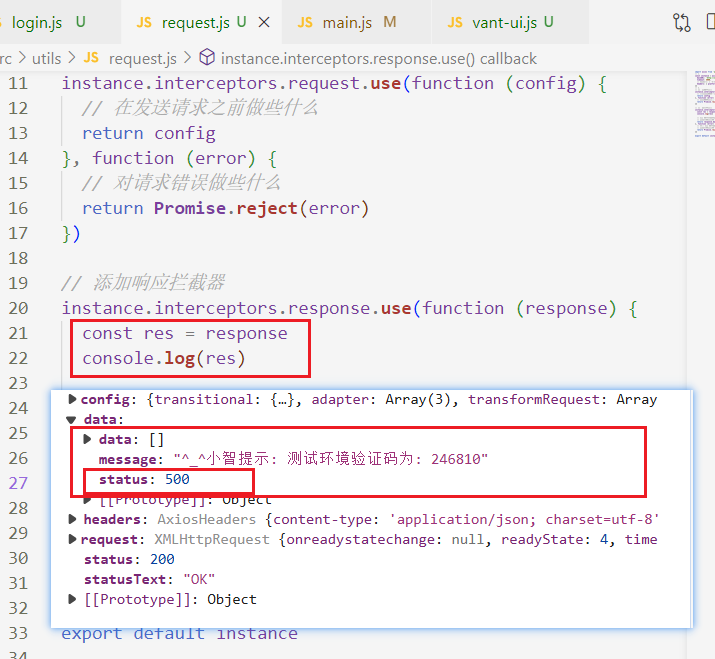 login.js U JS request.js U × JS main.js M JS vant-ui.js U
rc > utils > JS request.js > instance.interceptors.response.use() callback
11 instance.interceptors.request.use(function (config) {
12 // 在发送请求之前做些什么
13 return config
14 }, function (error) {
15 // 对请求错误做些什么
16 return Promise.reject(error)
17 })
18
19 // 添加响应拦截器
20 instance.interceptors.response.use(function (response) {
21 const res = response
22 console.log(res)
23
24 config: {transitional: {…}, adapter: Array(3), transformRequest: Array
data:
25 data: []
26 message: "^_^小智提示: 测试环境验证码为: 246810"
27 status: 500
28 [[Prototype]]: Object
29 headers: AxiosHeaders {content-type: 'application/json; charset=utf-8'
request: XMLHttpRequest {onreadystatechange: null, readyState: 4, time
30 status: 200
31 statusText: "OK"
32 [[Prototype]]: Object
33 export default instance
34